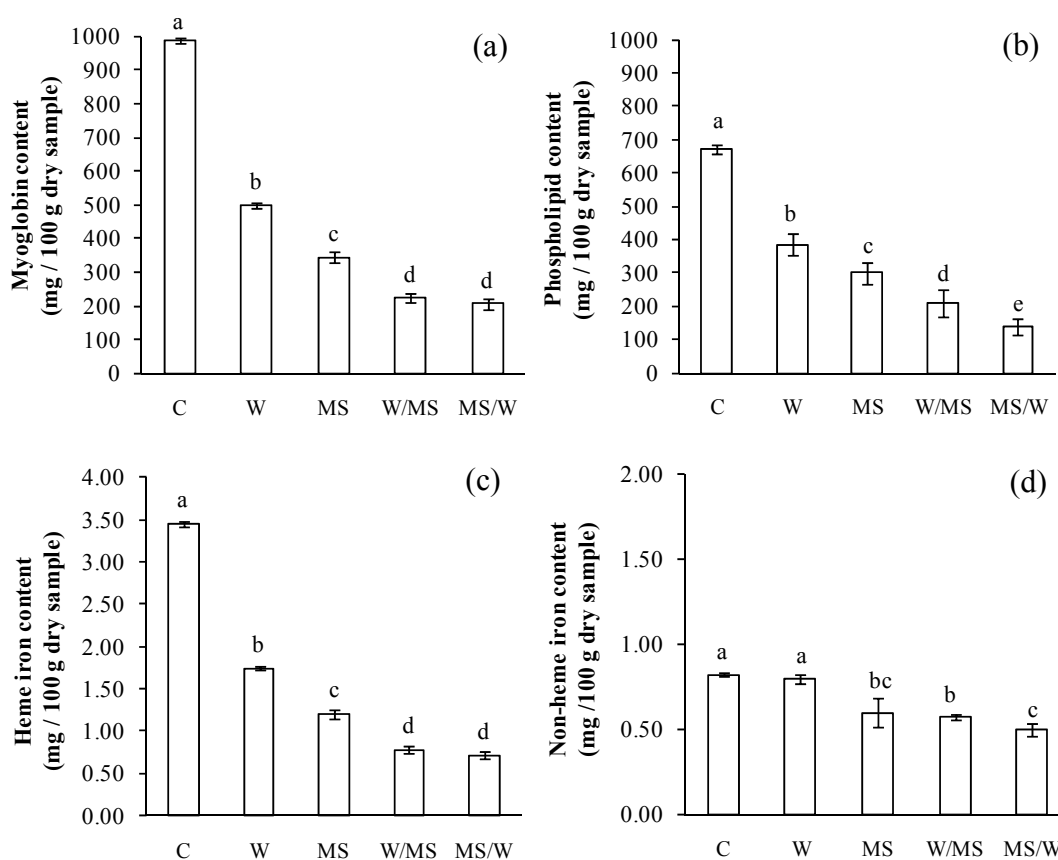 (a)
Myoglobin content
(mg / 100 g dry sample)
1000
900
800
700
600
500
400
300
200
100
0
a
b
c
d
d
C W MS W/MS MS/W
(b)
Phospholipid content
(mg / 100 g dry sample)
1000
900
800
700
600
500
400
300
200
100
0
a
b
c
d
e
C W MS W/MS MS/W
(c)
Heme iron content
(mg / 100 g dry sample)
4.00
3.50
3.00
2.50
2.00
1.50
1.00
0.50
0.00
a
b
c
d
d
C W MS W/MS MS/W
(d)
Non-heme iron content
(mg /100 g dry sample)
2.00
1.50
1.00
0.50
0.00
a
a
bc
b
c
C W MS W/MS MS/W